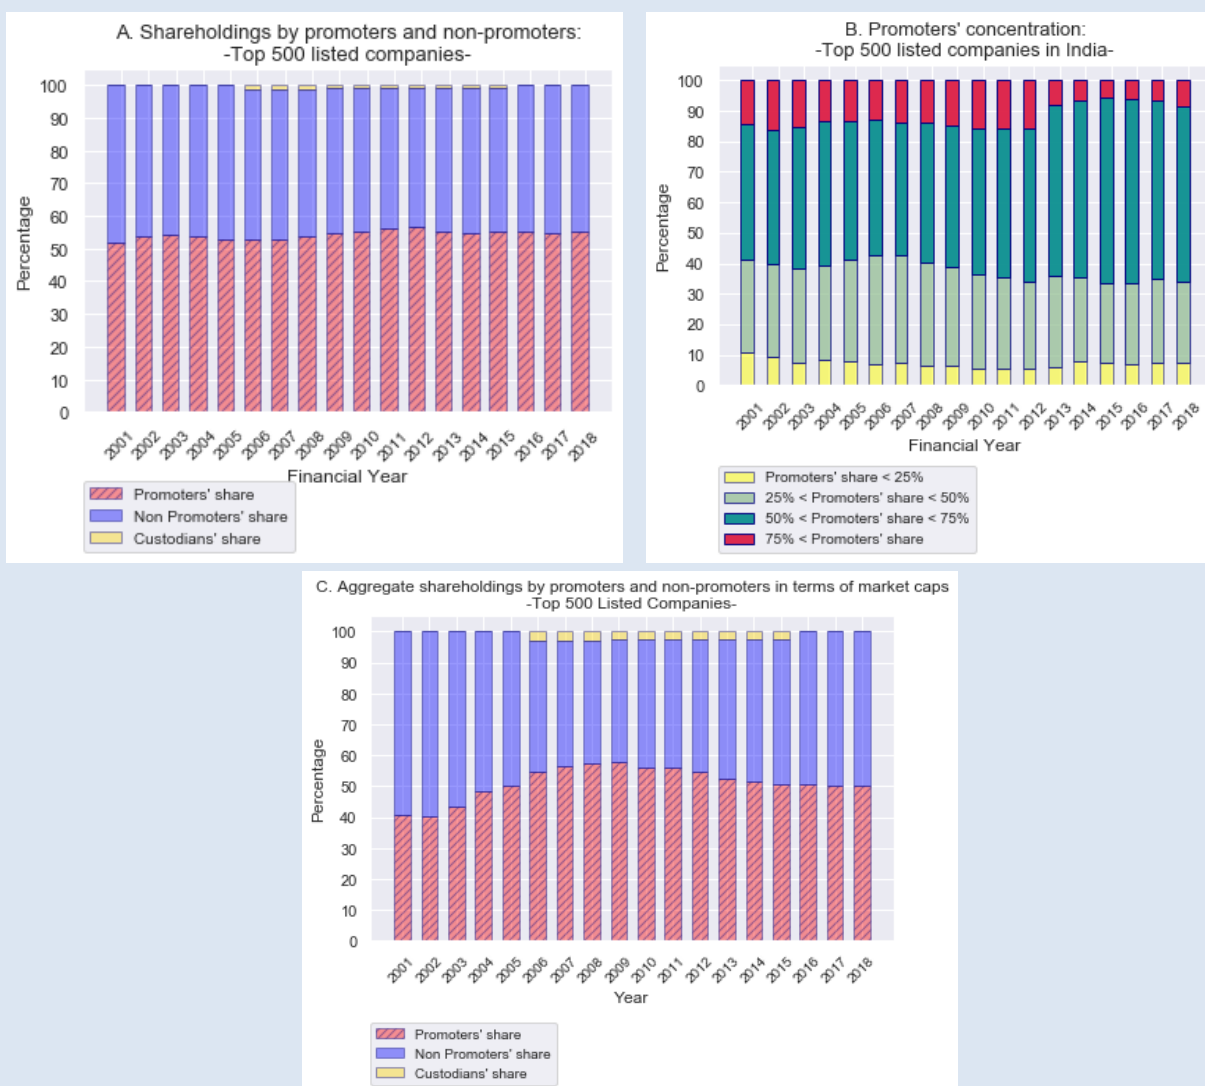 A. Shareholdings by promoters and non-promoters:
-Top 500 listed companies-
Percentage
100
90
80
70
60
50
40
30
20
10
0
2001 2002 2003 2004 2005 2006 2007 2008 2009 2010 2011 2012 2013 2014 2015 2016 2017 2018
Financial Year
Promoters' share
Non Promoters' share
Custodians' share
B. Promoters' concentration:
-Top 500 listed companies in India-
Percentage
100
90
80
70
60
50
40
30
20
10
0
2001 2002 2003 2004 2005 2006 2007 2008 2009 2010 2011 2012 2013 2014 2015 2016 2017 2018
Financial Year
Promoters' share < 25%
25% < Promoters' share < 50%
50% < Promoters' share < 75%
75% < Promoters' share
C. Aggregate shareholdings by promoters and non-promoters in terms of market caps
-Top 500 Listed Companies-
Percentage
100
90
80
70
60
50
40
30
20
10
0
2001 2002 2003 2004 2005 2006 2007 2008 2009 2010 2011 2012 2013 2014 2015 2016 2017 2018
Year
Promoters' share
Non Promoters' share
Custodians' share